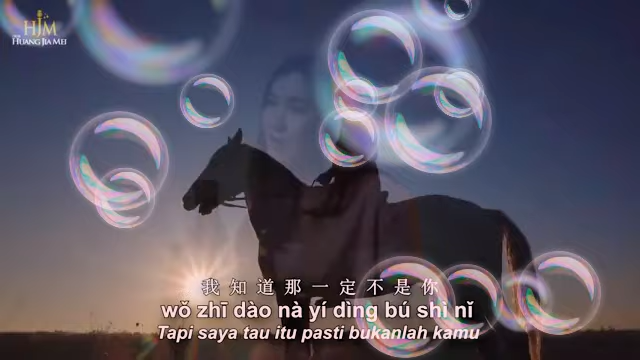 HJM
HUANG JIA MEI
我知道那一定不是你
wǒ zhī dào nà yí dìng bú shì nǐ
Tapi saya tau itu pasti bukanlah kamu